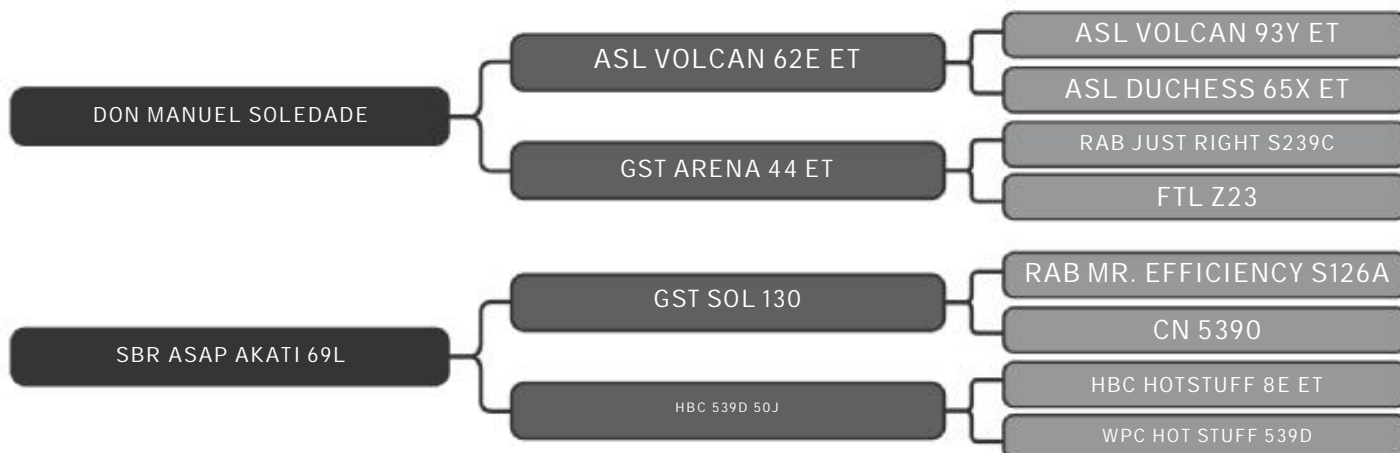 DON MANUEL SOLEDADE
ASL VOLCAN 62E ET
ASL VOLCAN 93Y ET
ASL DUCHESS 65X ET
GST ARENA 44 ET
RAB JUST RIGHT S239C
FTL Z23
SBR ASAP AKATI 69L
GST SOL 130
RAB MR. EFFICIENCY S126A
CN 5390
HBC 539D 50J
HBC HOTSTUFF 8E ET
WPC HOT STUFF 539D